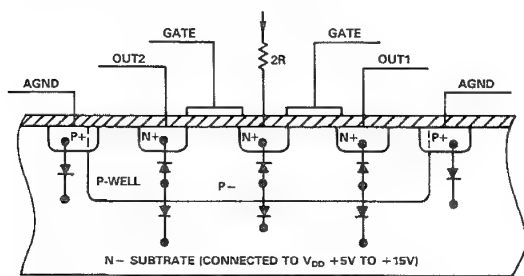 GATE
GATE
OUT2
2R
OUT1
AGND
AGND
P+
N+
N+
N+
P+
P-WELL
P−
N− SUBTRATE (CONNECTED TO VDD +5V TO +15V)